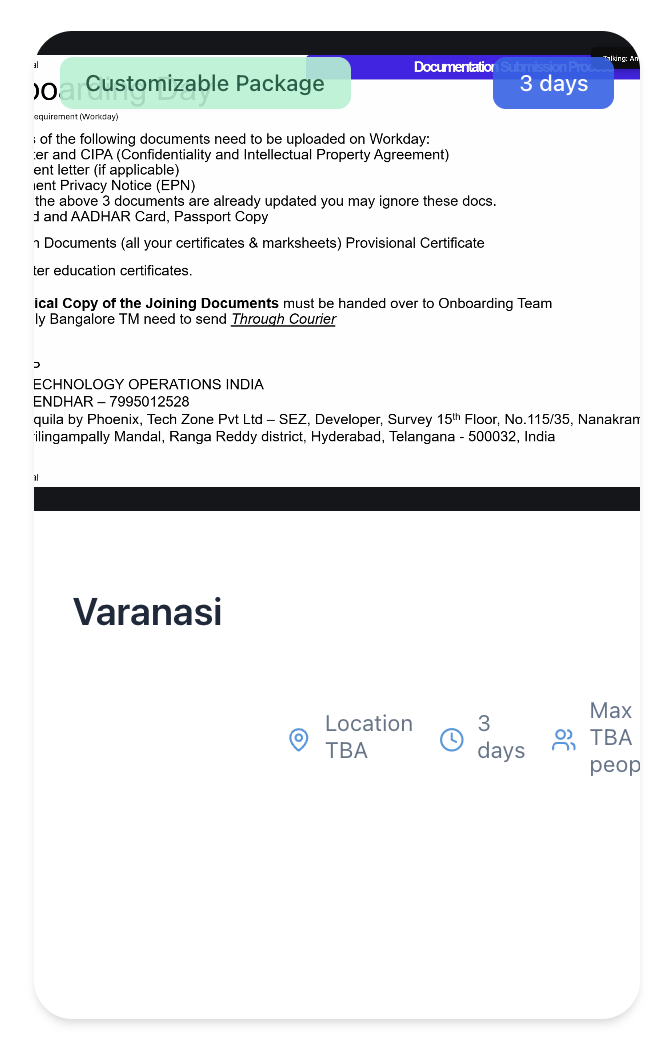 al
Documentation Submission Process
Talking: An
boarding Day
Customizable Package
3 days
equirement (Workday)
s of the following documents need to be uploaded on Workday:
ter and CIPA (Confidentiality and Intellectual Property Agreement)
ent letter (if applicable)
nent Privacy Notice (EPN)
the above 3 documents are already updated you may ignore these docs.
d and AADHAR Card, Passport Copy
n Documents (all your certificates & marksheets) Provisional Certificate
ter education certificates.
ical Copy of the Joining Documents must be handed over to Onboarding Team
ly Bangalore TM need to send Through Courier
P
ECHNOLOGY OPERATIONS INDIA
ENDHAR – 7995012528
quila by Phoenix, Tech Zone Pvt Ltd – SEZ, Developer, Survey 15th Floor, No.115/35, Nanakram
rilingampally Mandal, Ranga Reddy district, Hyderabad, Telangana - 500032, India
al
Varanasi
Location
TBA
3
days
Max
TBA
peop